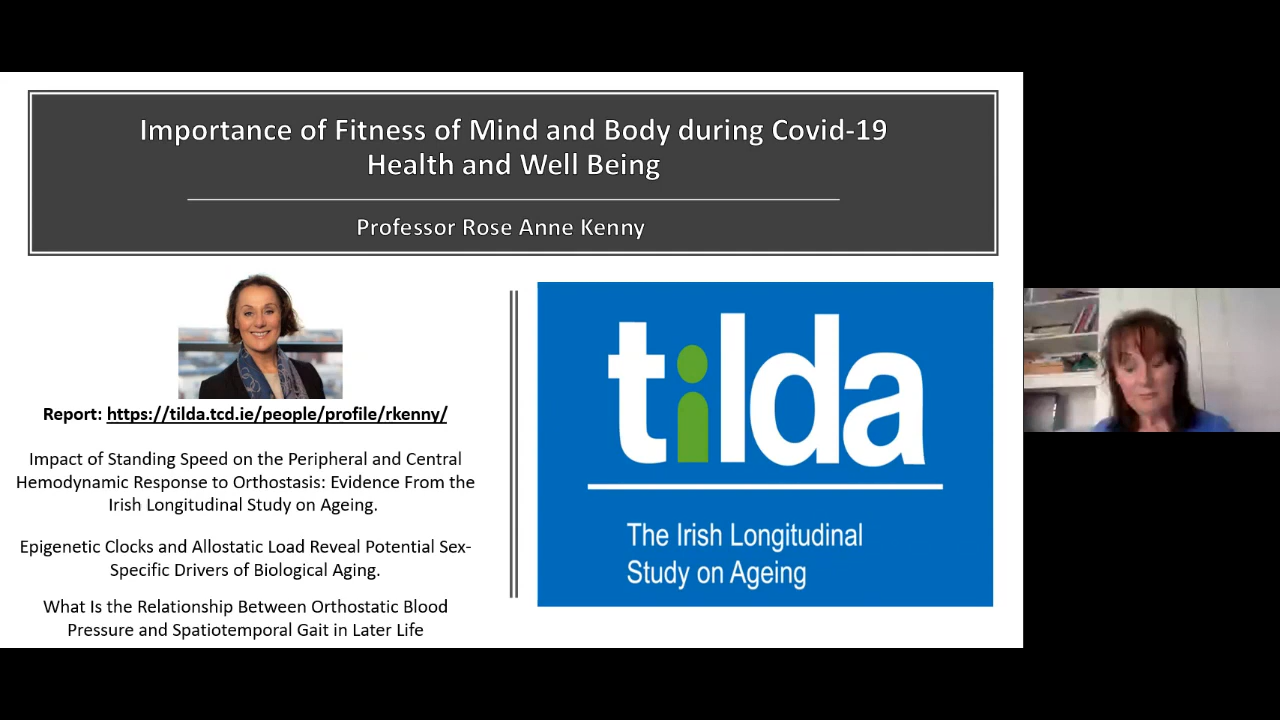 Importance of Fitness of Mind and Body during Covid-19
Health and Well Being
Professor Rose Anne Kenny
Report: https://tilda.tcd.ie/people/profile/rkenny/
Impact of Standing Speed on the Peripheral and Central
Hemodynamic Response to Orthostasis: Evidence From the
Irish Longitudinal Study on Ageing.
Epigenetic Clocks and Allostatic Load Reveal Potential Sex-
Specific Drivers of Biological Aging.
What Is the Relationship Between Orthostatic Blood
Pressure and Spatiotemporal Gait in Later Life
tilda
The Irish Longitudinal
Study on Ageing